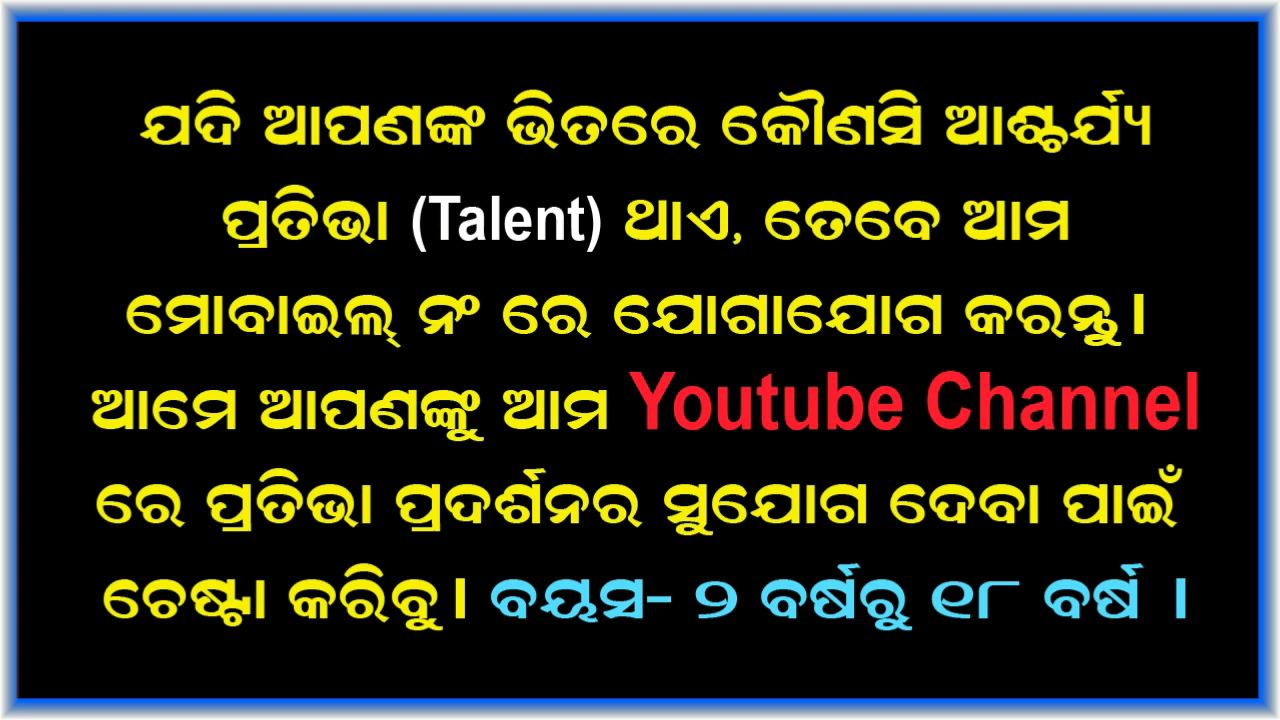 ଯଦି ଆପଣଙ୍କ ଭିତରେ କୌଣସି ଆଶ୍ଚର୍ଯ୍ୟ
ପ୍ରତିଭା (Talent) ଥାଏ, ତେବେ ଆମ
ମୋବାଇଲ୍ ନଂ ରେ ଯୋଗାଯୋଗ କରନ୍ତୁ।
ଆମେ ଆପଣଙ୍କୁ ଆମ Youtube Channel
ରେ ପ୍ରତିଭା ପ୍ରଦର୍ଶନର ସୁଯୋଗ ଦେବା ପାଇଁ
ଚେଷ୍ଟା କରିବୁ। ବୟସ- ୨ ବର୍ଷରୁ ୧୮ ବର୍ଷ ।